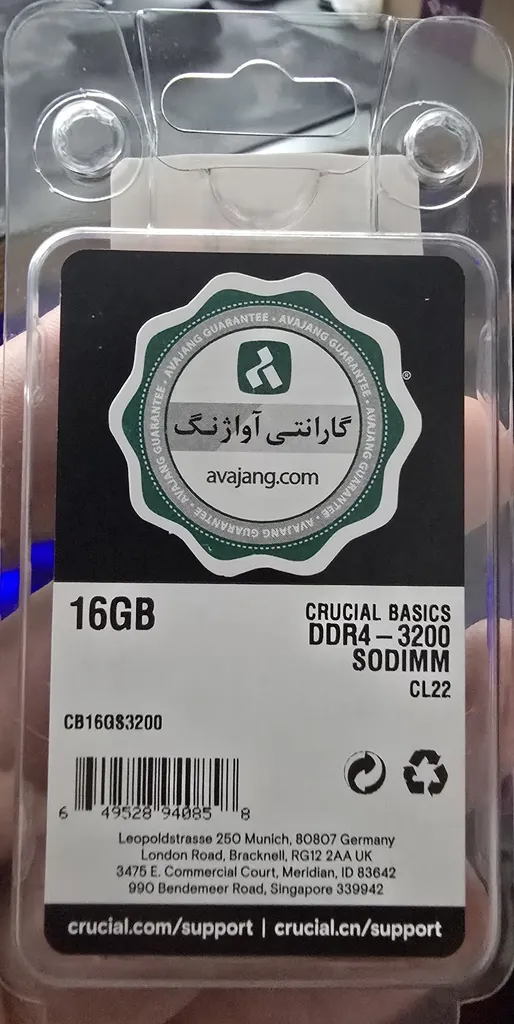 AVAJANG GUARANTEE • AVAJANG GUARANTEE • AVAJANG GUARANTEE • AVAJANG GUARANTEE •
®
گارانتی آواژنگ
avajang.com
16GB
CRUCIAL BASICS
DDR4-3200
SODIMM
CL22
CB16GS3200
6 49528 94085 8
Leopoldstrasse 250 Munich, 80807 Germany
London Road, Bracknell, RG12 2AA UK
3475 E. Commercial Court, Meridian, ID 83642
990 Bendemeer Road, Singapore 339942
crucial.com/support | crucial.cn/support